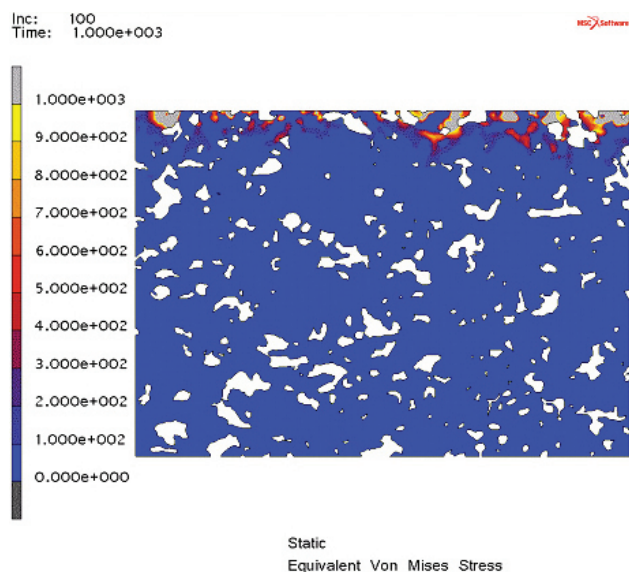 Inc: 100
Time: 1.000e+003
MSC Software
1.000e+003
9.000e+002
8.000e+002
7.000e+002
6.000e+002
5.000e+002
4.000e+002
3.000e+002
2.000e+002
1.000e+002
0.000e+000
Static
Equivalent Von Mises Stress